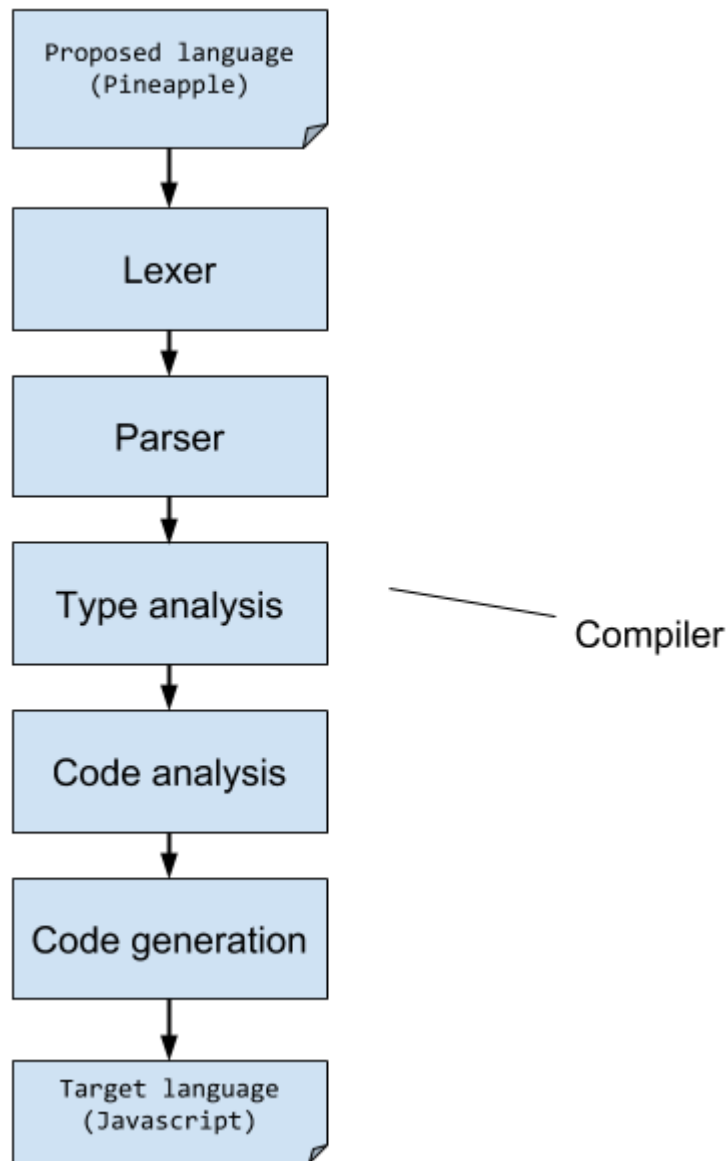 Proposed language
(Pineapple)
Lexer
Parser
Type analysis
Compiler
Code analysis
Code generation
Target language
(Javascript)